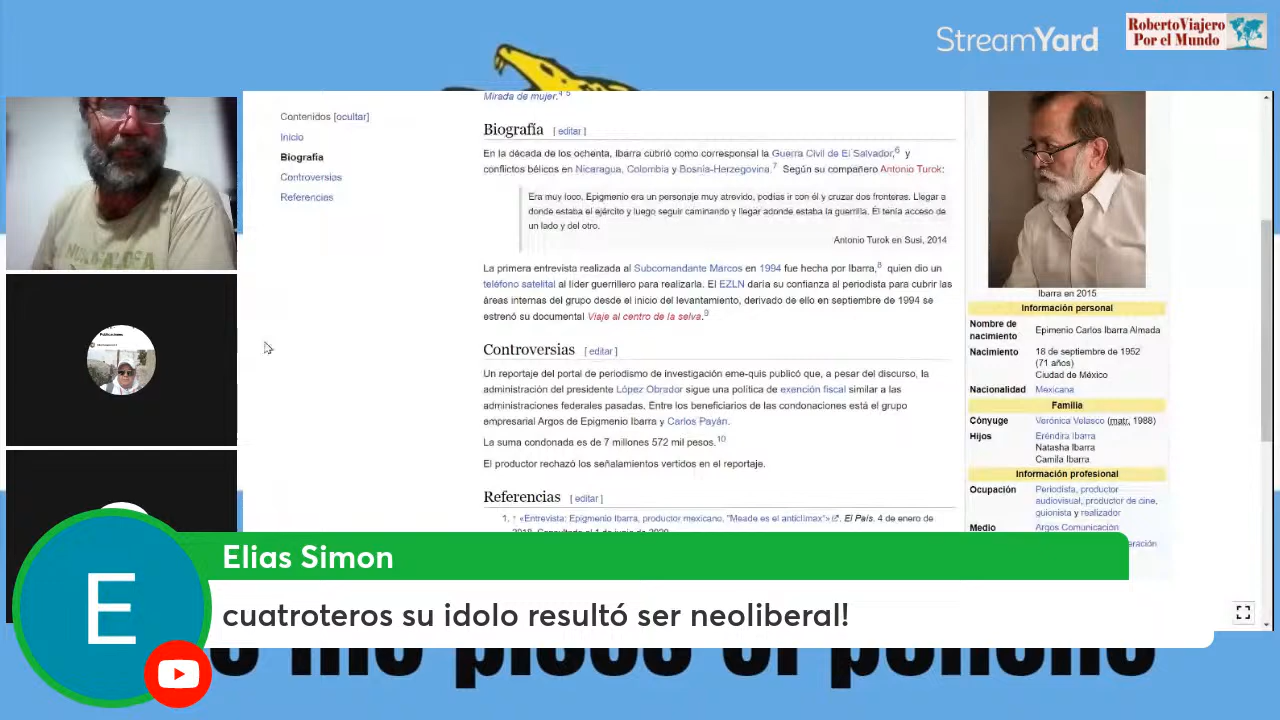 StreamYard
RobertoViajero
Por el Mundo
Contenidos [ocultar]
Inicio
Biografía
Controversias
Referencias
Mirada de mujer.4 5
Biografía [ editar ]
En la década de los ochenta, Ibarra cubrió como corresponsal la Guerra Civil de El Salvador,6 y
conflictos bélicos en Nicaragua, Colombia y Bosnia-Herzegovina.7 Según su compañero Antonio Turok:
Era muy loco, Epigmenio era un personaje muy atrevido, podías ir con él y cruzar dos fronteras. Llegar a
donde estaba el ejército y luego seguir caminando y llegar adonde estaba la guerrilla. Él tenía acceso de
un lado y del otro.
Antonio Turok en Susi, 2014
La primera entrevista realizada al Subcomandante Marcos en 1994 fue hecha por Ibarra,8 quien dio un
teléfono satelital al líder guerrillero para realizarla. El EZLN daría su confianza al periodista para cubrir las
áreas internas del grupo desde el inicio del levantamiento, derivado de ello en septiembre de 1994 se
estrenó su documental Viaje al centro de la selva.9
Controversias [ editar ]
Un reportaje del portal de periodismo de investigación eme-quis publicó que, a pesar del discurso, la
administración del presidente López Obrador sigue una política de exención fiscal similar a las
administraciones federales pasadas. Entre los beneficiarios de las condonaciones está el grupo
empresarial Argos de Epigmenio Ibarra y Carlos Payán.
La suma condonada es de 7 millones 572 mil pesos.10
El productor rechazó los señalamientos vertidos en el reportaje.
Referencias [ editar ]
1. ↑ «Entrevista: Epigmenio Ibarra, productor mexicano, "Meade es el anticlímax"». El País. 4 de enero de
Ibarra en 2015
Información personal
Nombre de nacimiento Epimenio Carlos Ibarra Almada
Nacimiento 18 de septiembre de 1952
(71 años)
Ciudad de México
Nacionalidad Mexicana
Familia
Cónyuge Verónica Velasco (matr. 1988)
Hijos Eréndira Ibarra
Natasha Ibarra
Camila Ibarra
Información profesional
Ocupación Periodista, productor
audiovisual, productor de cine,
guionista y realizador
Medio Argos Comunicación
E
Elias Simon
cuatroteros su idolo resultó ser neoliberal!